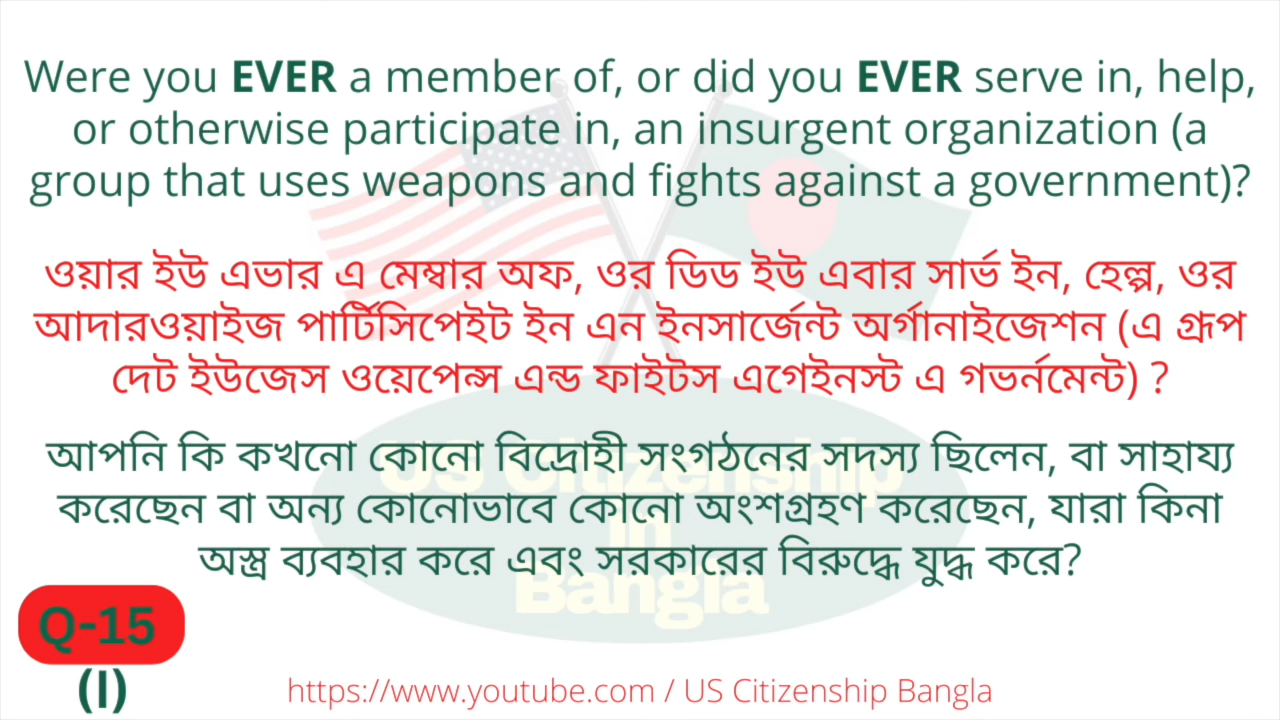 Were you EVER a member of, or did you EVER serve in, help,
or otherwise participate in, an insurgent organization (a
group that uses weapons and fights against a government)?
ওয়ার ইউ এভার এ মেম্বার অফ, ওর ডিড ইউ এবার সার্ভ ইন, হেল্প, ওর
আদারওয়াইজ পার্টিসিপেইট ইন এন ইনসার্জেন্ট অর্গানাইজেশন (এ গ্রূপ
দেট ইউজেস ওয়েপেন্স এন্ড ফাইটস এগেইনস্ট এ গভর্নমেন্ট) ?
আপনি কি কখনো কোনো বিদ্রোহী সংগঠনের সদস্য ছিলেন, বা সাহায্য
করেছেন বা অন্য কোনোভাবে কোনো অংশগ্রহণ করেছেন, যারা কিনা
অস্ত্র ব্যবহার করে এবং সরকারের বিরুদ্ধে যুদ্ধ করে?
US Citizenship
in
Bangla
Q-15
(I)
https://www.youtube.com / US Citizenship Bangla